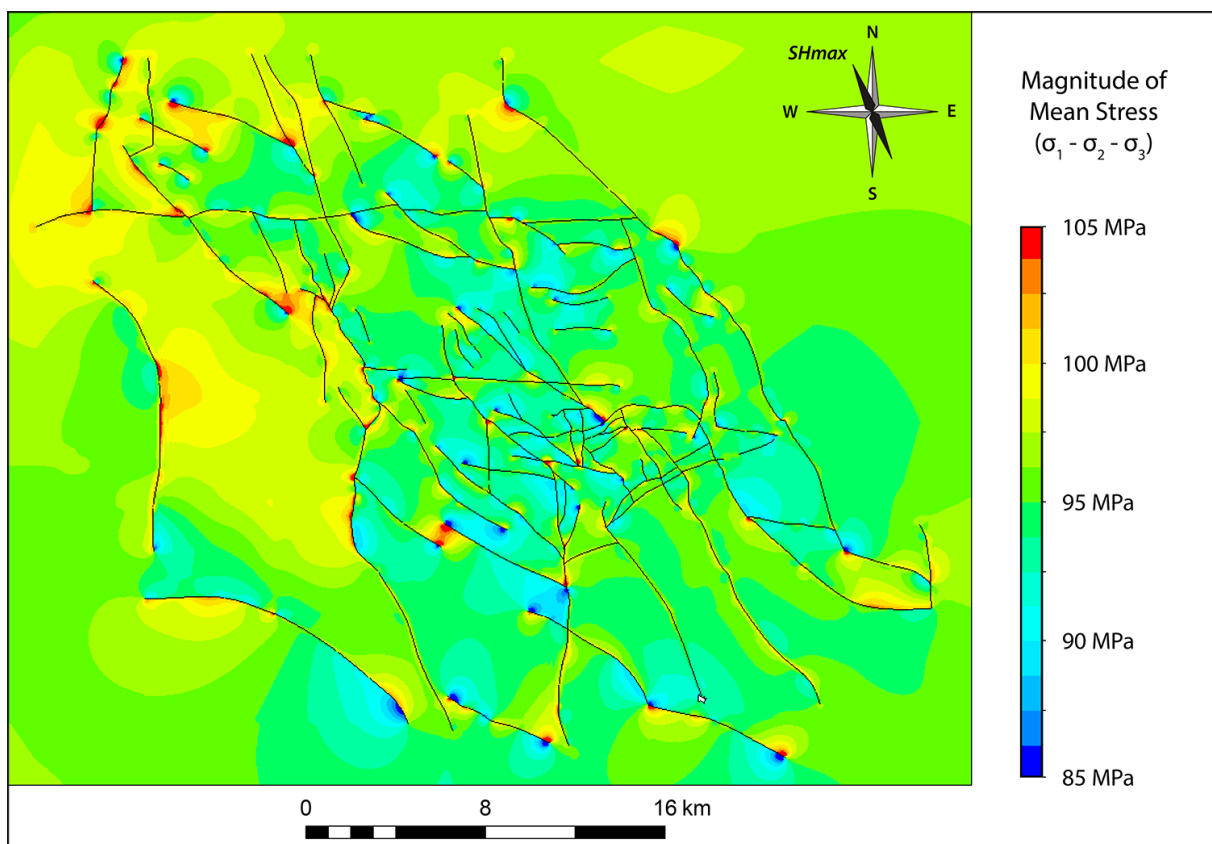 N
SHmax
W
E
S
Magnitude of
Mean Stress
(σ₁ - σ₂ - σ₃)
105 MPa
100 MPa
95 MPa
90 MPa
85 MPa
0 8 16 km